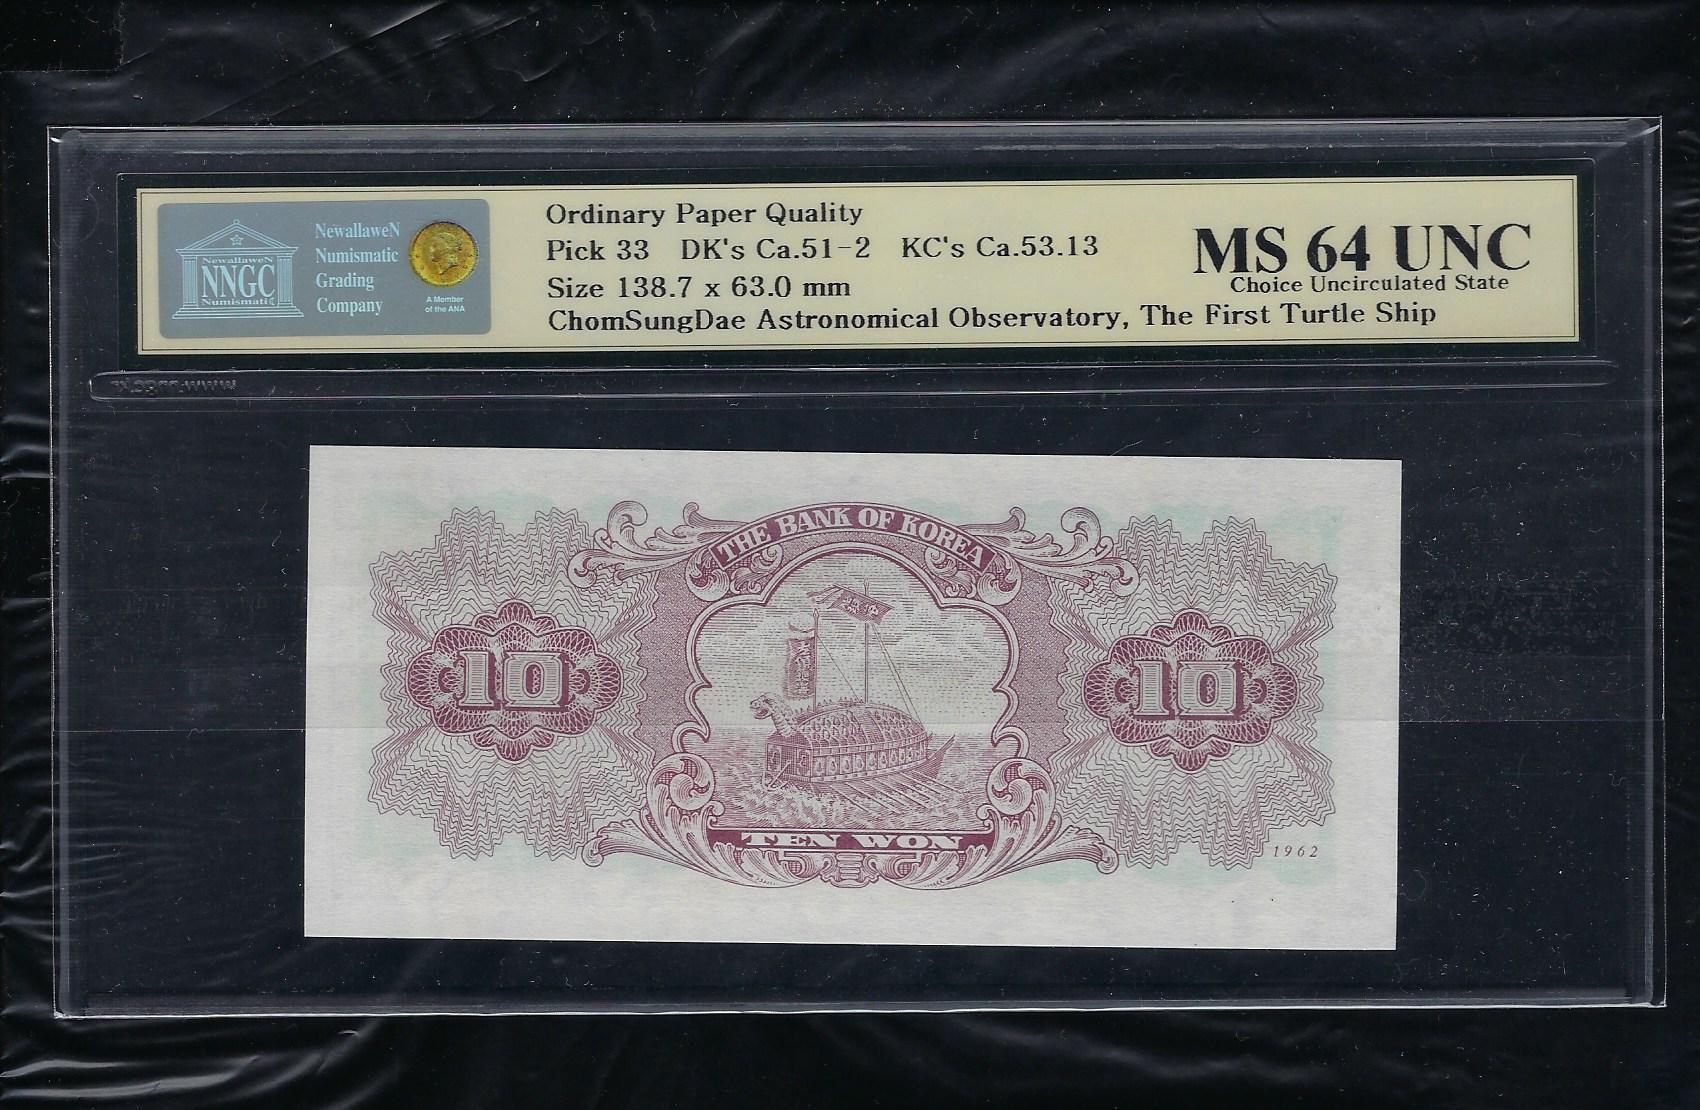 NewallaweN
NNGC
Numismatic
NewallaweN
Numismatic
Grading
Company
A Member
of the ANA
Ordinary Paper Quality
Pick 33 DK's Ca.51-2 KC's Ca.53.13
Size 138.7 x 63.0 mm
ChomSungDae Astronomical Observatory, The First Turtle Ship
MS 64 UNC
Choice Uncirculated State
THE BANK OF KOREA
10
10
TEN WON
1962